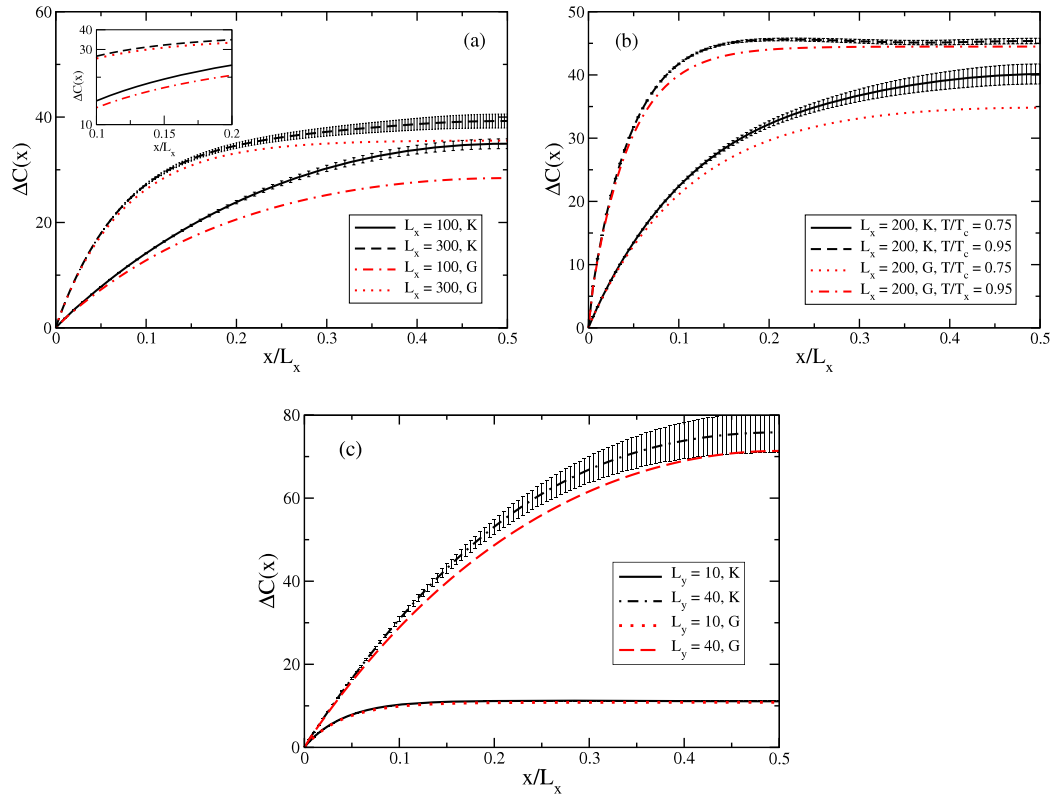 60
50
40
30
20
10
0
ΔC(x)
0
0.1
0.2
0.3
0.4
0.5
x/L_x
(a)
40
30
10
ΔC(x)
0.1
0.15
0.2
x/L_x
L_x = 100, K
L_x = 300, K
L_x = 100, G
L_x = 300, G
50
40
30
20
10
0
ΔC(x)
0
0.1
0.2
0.3
0.4
0.5
x/L_x
(b)
L_x = 200, K, T/T_c = 0.75
L_x = 200, K, T/T_c = 0.95
L_x = 200, G, T/T_c = 0.75
L_x = 200, G, T/T_x = 0.95
80
60
40
20
0
ΔC(x)
0
0.1
0.2
0.3
0.4
0.5
x/L_x
(c)
L_y = 10, K
L_y = 40, K
L_y = 10, G
L_y = 40, G